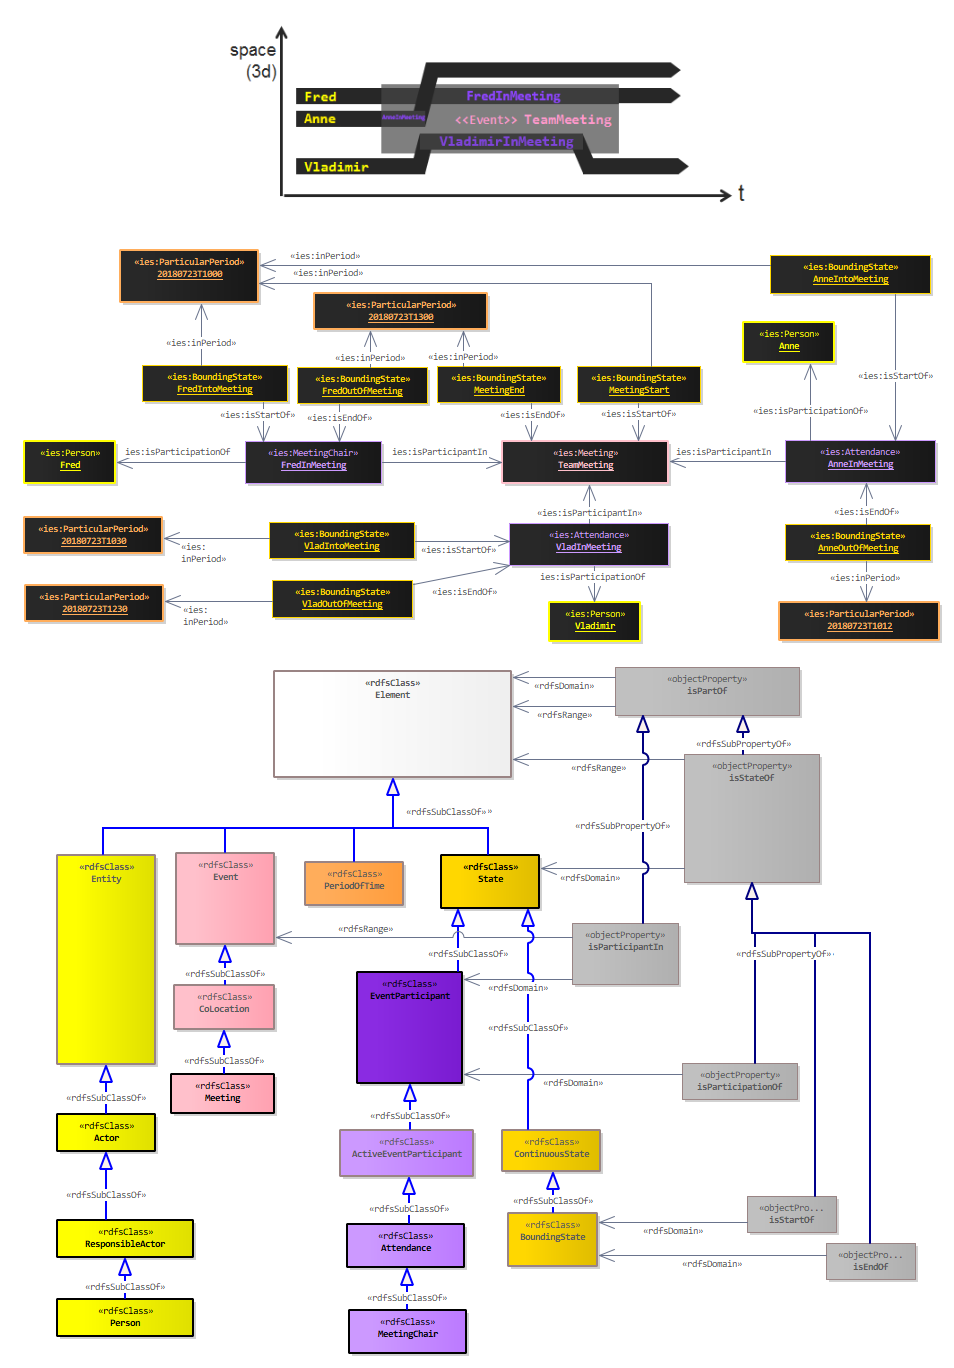 space
(3d)
Fred
FredInMeeting
Anne
AnneInMeeting
<<Event>> TeamMeeting
VladimirInMeeting
Vladimir
t
«ies:inPeriod»
«ies:ParticularPeriod»
20180723T1000
«ies:inPeriod»
«ies:BoundingState»
AnneIntoMeeting
«ies:ParticularPeriod»
20180723T1300
«ies:Person»
Anne
«ies:inPeriod»
«ies:inPeriod»
«ies:inPeriod»
«ies:BoundingState»
FredIntoMeeting
«ies:BoundingState»
FredOutOfMeeting
«ies:BoundingState»
MeetingEnd
«ies:BoundingState»
MeetingStart
«ies:isStartOf»
«ies:isStartOf»
«ies:isEndOf»
«ies:isEndOf»
«ies:isStartOf»
«ies:isParticipationOf»
«ies:Person»
Fred
ies:isParticipationOf
«ies:MeetingChair»
FredInMeeting
«ies:isParticipantIn»
«ies:Meeting»
TeamMeeting
ies:isParticipantIn»
«ies:Attendance»
AnneInMeeting
«ies:isParticipantIn»
«ies:isEndOf»
«ies:ParticularPeriod»
20180723T1030
«ies:
inPeriod»
«ies:BoundingState»
VladIntoMeeting
«ies:isStartOf»
«ies:Attendance»
VladInMeeting
«ies:BoundingState»
AnneOutOfMeeting
«ies:ParticularPeriod»
20180723T1230
«ies:
inPeriod»
«ies:BoundingState»
VladOutOfMeeting
«ies:isEndOf»
ies:isParticipationOf
«ies:inPeriod»
«ies:Person»
Vladimir
«ies:ParticularPeriod»
20180723T1012
«rdfsClass»
Element
«rdfsDomain»
«objectProperty»
isPartOf
«rdfsRange»
«rdfsSubPropertyOf»
«rdfsRange»
«objectProperty»
isStateOf
«rdfsSubClassOf»»
«rdfsSubPropertyOf»
«rdfsClass»
Entity
«rdfsClass»
Event
«rdfsClass»
PeriodOfTime
«rdfsClass»
State
«rdfsDomain»
«rdfsRange»
«objectProperty»
isParticipantIn
«rdfsSubClassOf»
«rdfsSubPropertyOf»
«rdfsSubClassOf»
«rdfsClass»
EventParticipant
«rdfsDomain»
«rdfsClass»
CoLocation
«rdfsSubClassOf»
«rdfsSubClassOf»
«rdfsClass»
Meeting
«rdfsDomain»
«objectProperty»
isParticipationOf
«rdfsSubClassOf»
«rdfsClass»
Actor
«rdfsSubClassOf»
«rdfsClass»
ActiveEventParticipant
«rdfsClass»
ContinuousState
«rdfsSubClassOf»
«rdfsSubClassOf»
«rdfsSubClassOf»
«rdfsClass»
ResponsibleActor
«rdfsClass»
Attendance
«rdfsClass»
BoundingState
«rdfsDomain»
«objectPro...
isStartOf
«rdfsDomain»
«objectPro...
isEndOf
«rdfsSubClassOf»
«rdfsSubClassOf»
«rdfsClass»
Person
«rdfsClass»
MeetingChair